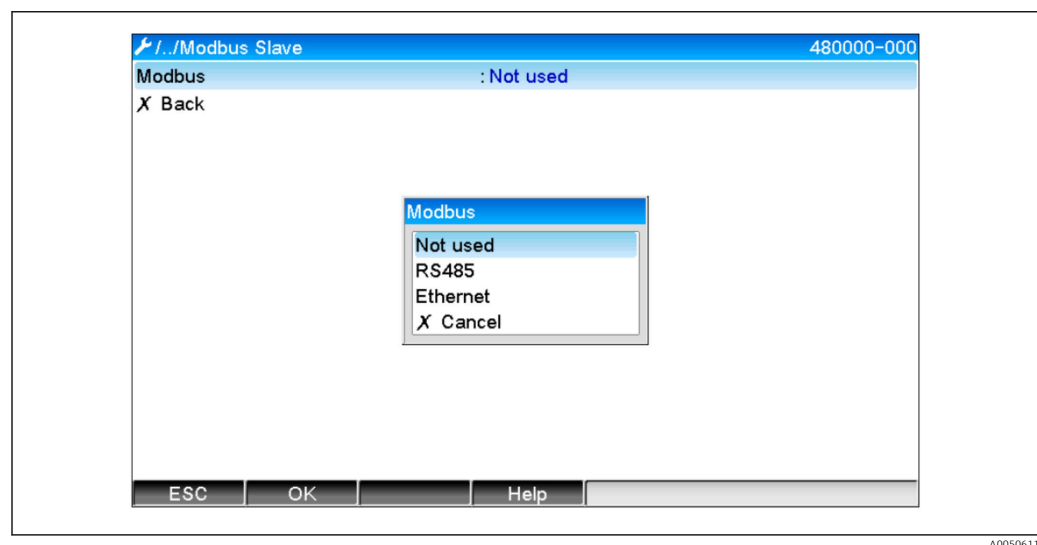 /../Modbus Slave 480000-000
Modbus : Not used
X Back
Modbus
Not used
RS485
Ethernet
X Cancel
ESC OK Help
A0050611